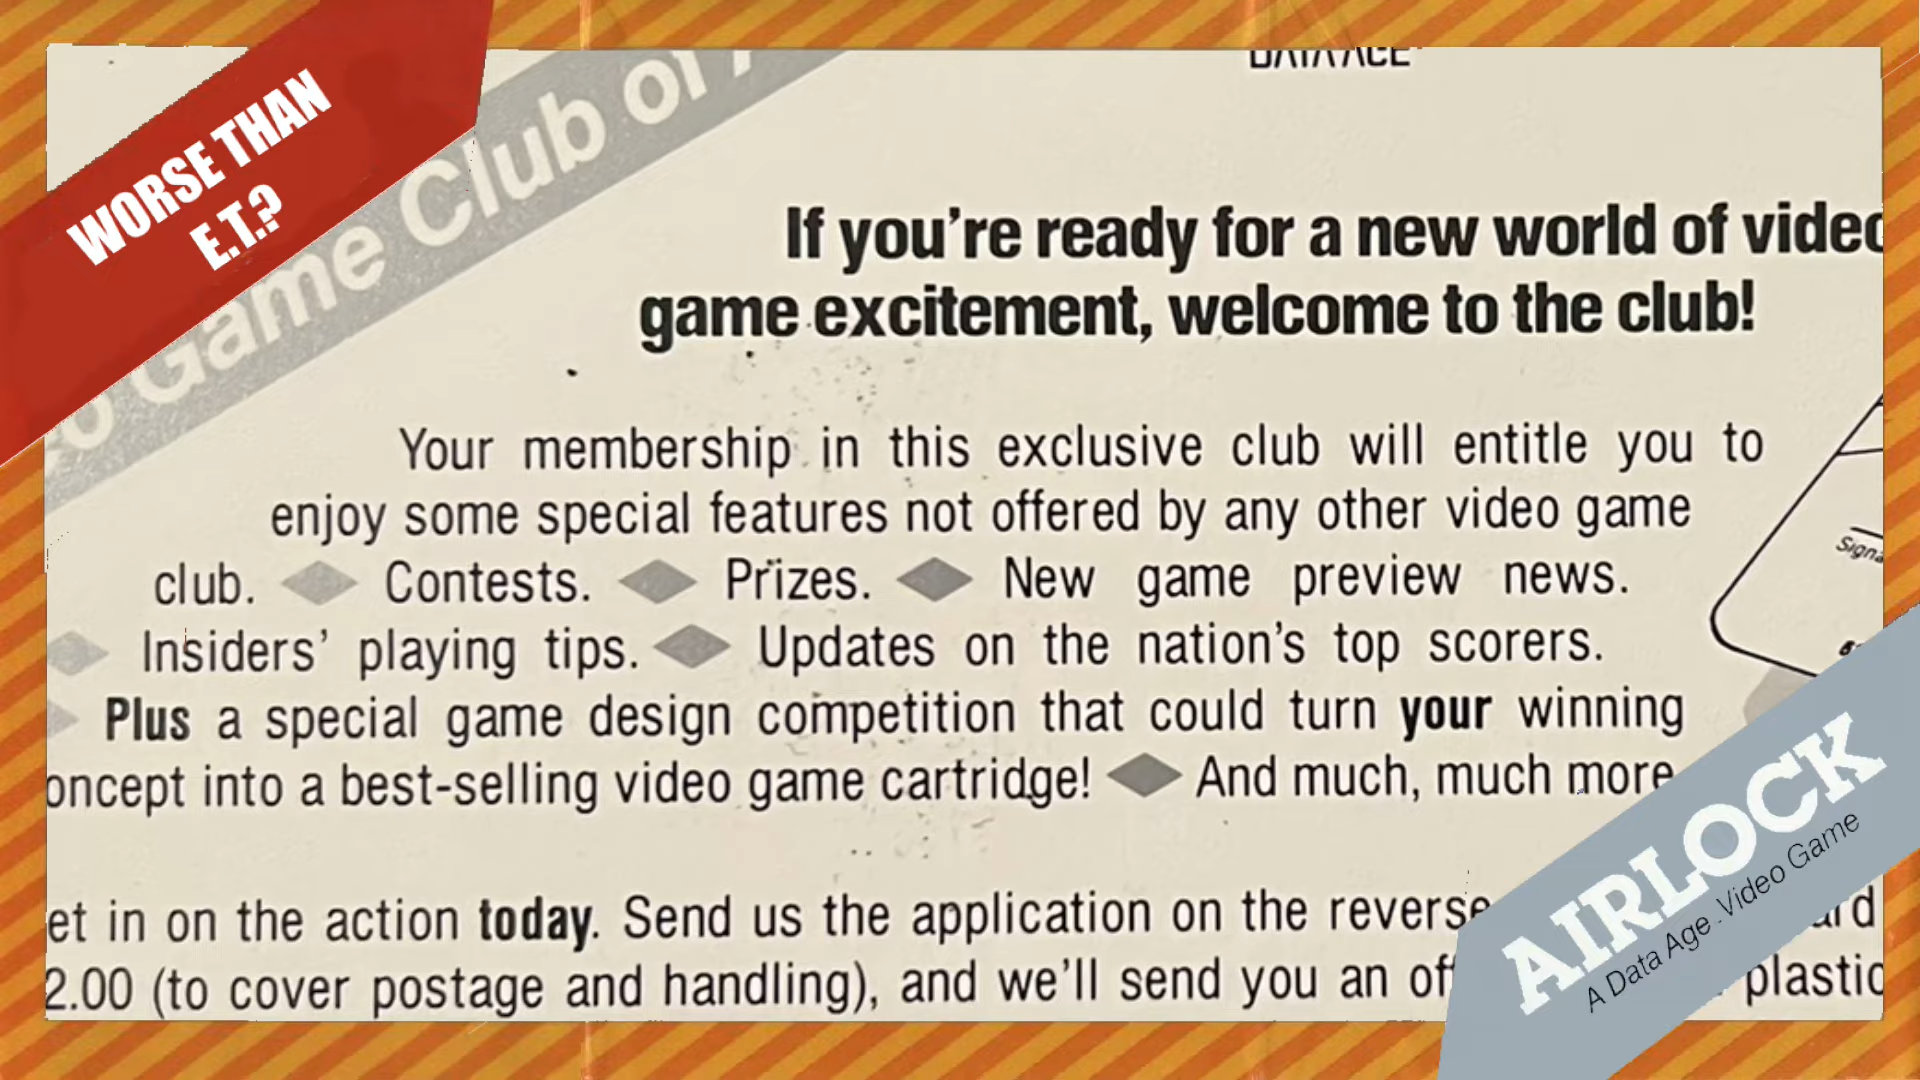 WORSE THAN
E.T.?
Game Club of
DATA AGE
If you're ready for a new world of video
game excitement, welcome to the club!
Your membership in this exclusive club will entitle you to
enjoy some special features not offered by any other video game
club. ◆ Contests. ◆ Prizes. ◆ New game preview news.
◆ Insiders' playing tips. ◆ Updates on the nation's top scorers.
Plus a special game design competition that could turn your winning
oncept into a best-selling video game cartridge! ◆ And much, much more
et in on the action today. Send us the application on the reverse
2.00 (to cover postage and handling), and we'll send you an of plastic
Signa
AIRLOCK
A Data Age Video Game